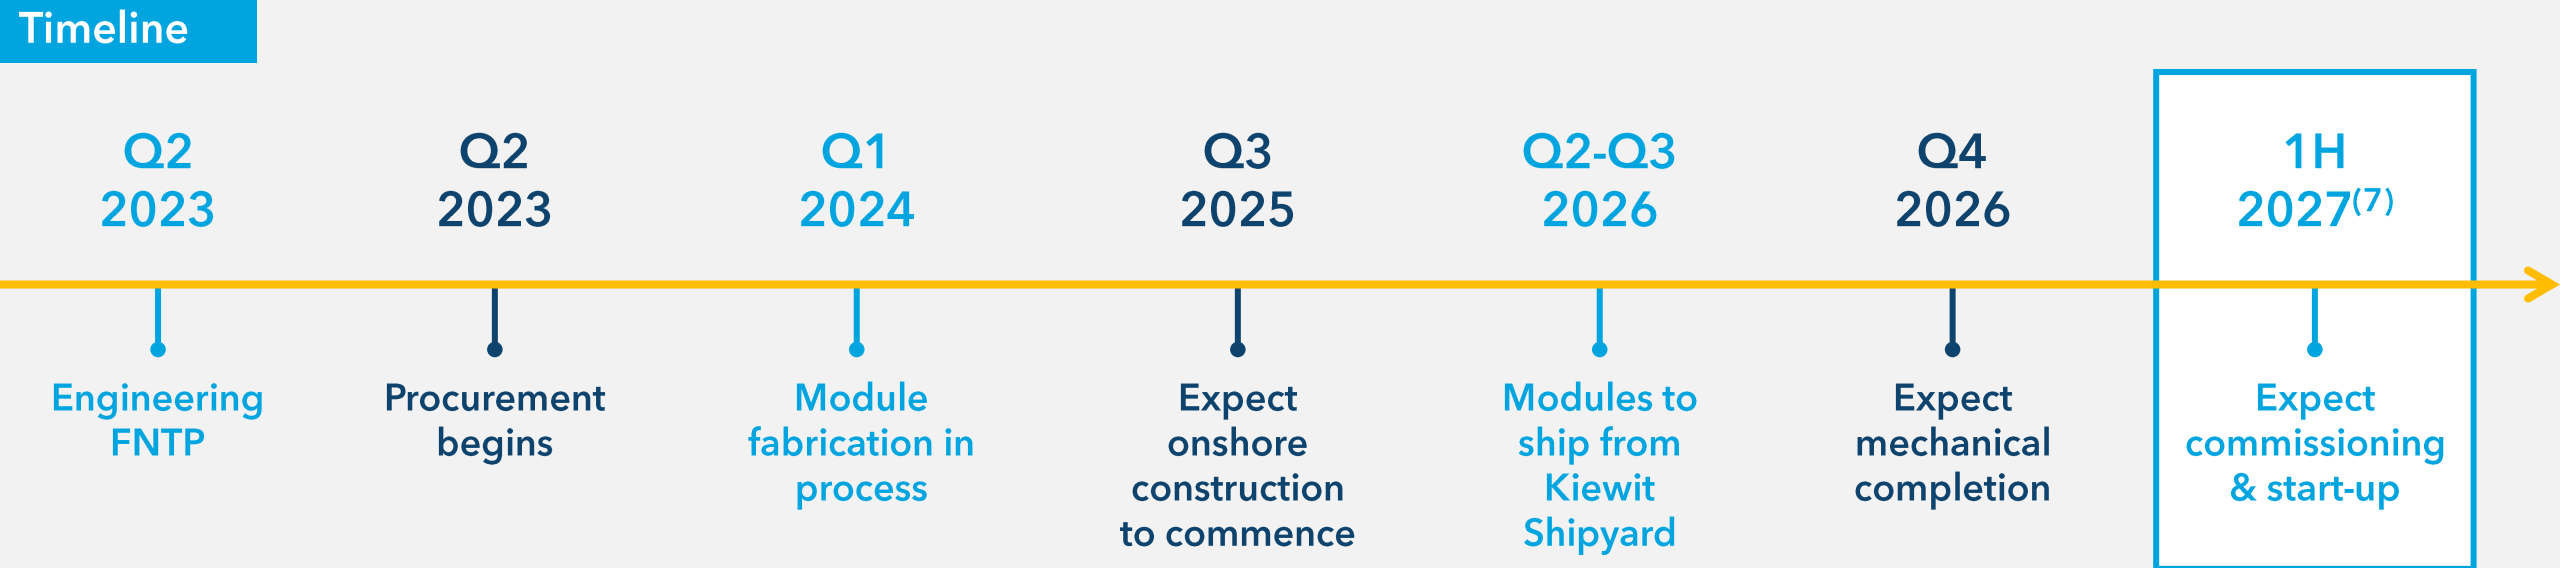 Timeline
Q2
2023
Engineering
FNTP
Q2
2023
Procurement
begins
Q1
2024
Module
fabrication in
process
Q3
2025
Expect
onshore
construction
to commence
Q2-Q3
2026
Modules to
ship from
Kiewit
Shipyard
Q4
2026
Expect
mechanical
completion
1H
2027(7)
Expect
commissioning
& start-up